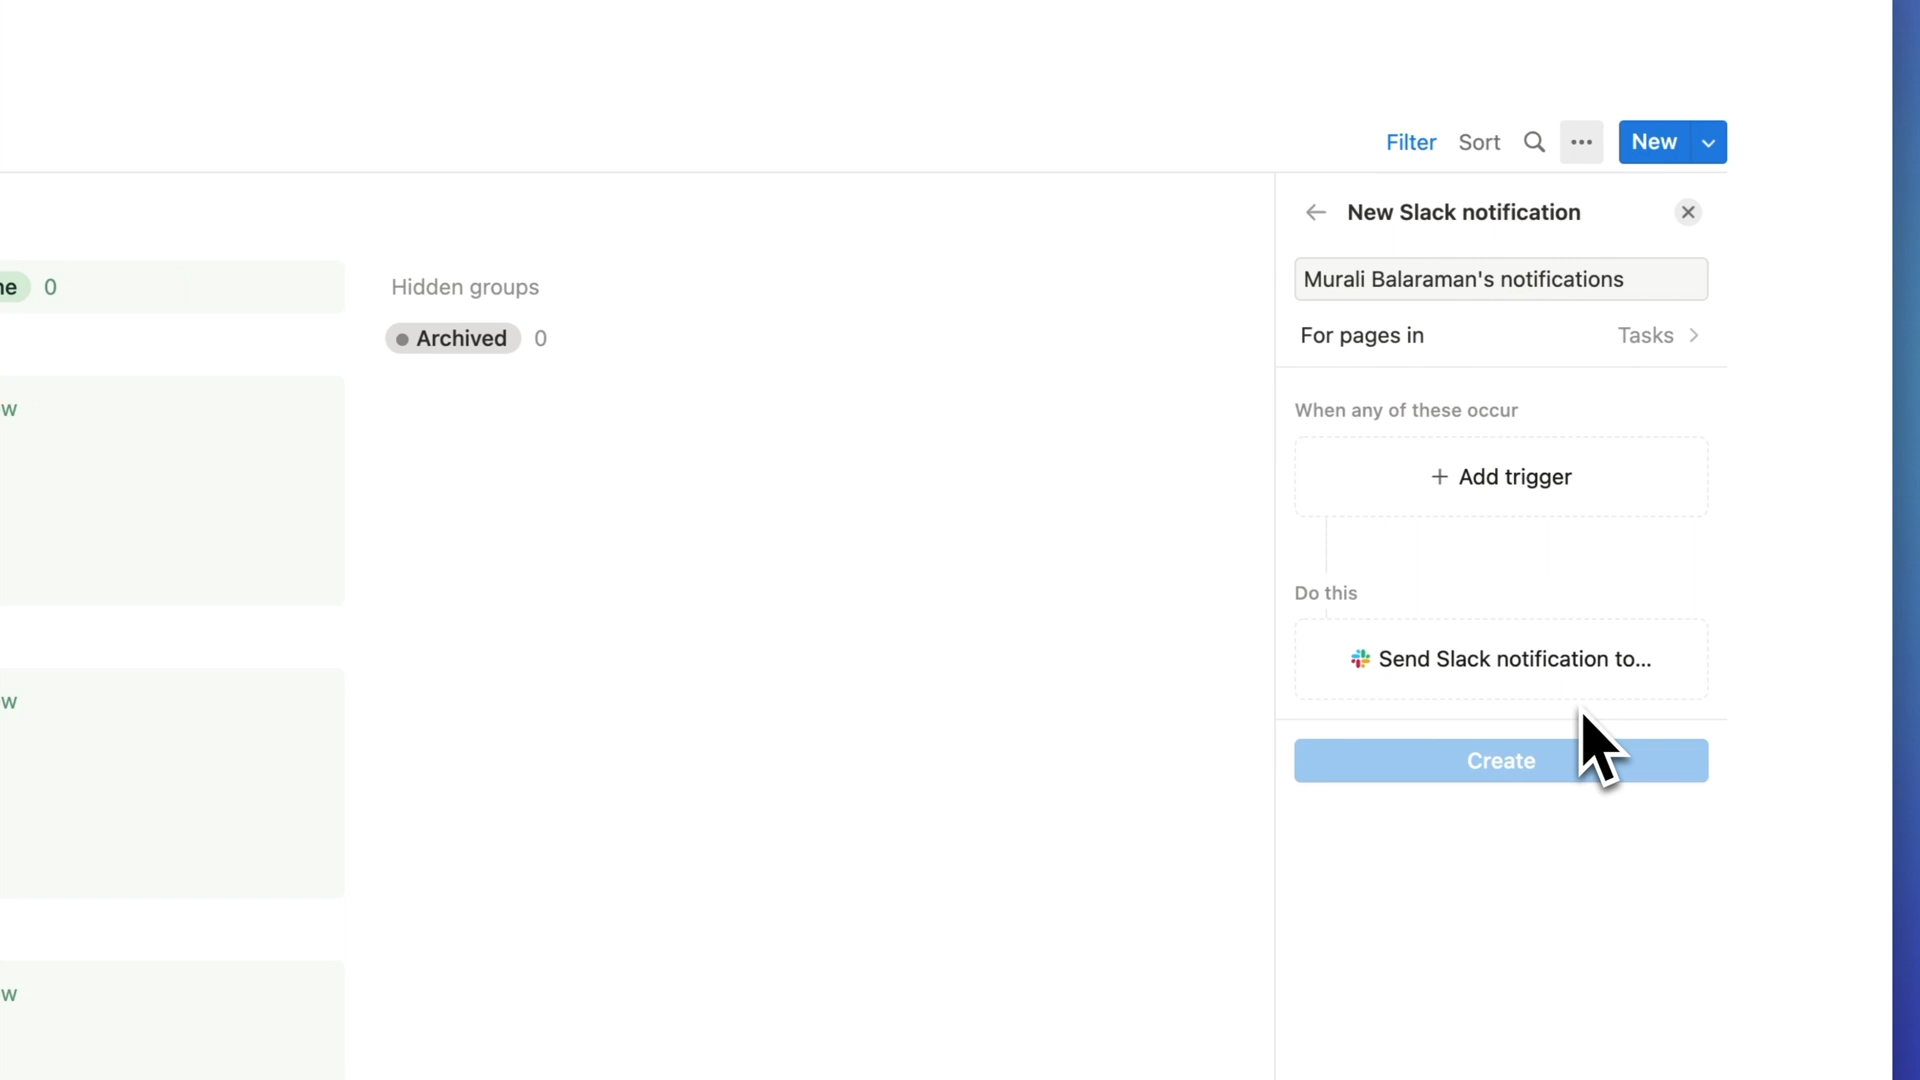 Filter Sort ... New
New Slack notification
Murali Balaraman's notifications
For pages in Tasks
When any of these occur
+ Add trigger
Do this
Send Slack notification to...
Create
0
Hidden groups
Archived 0